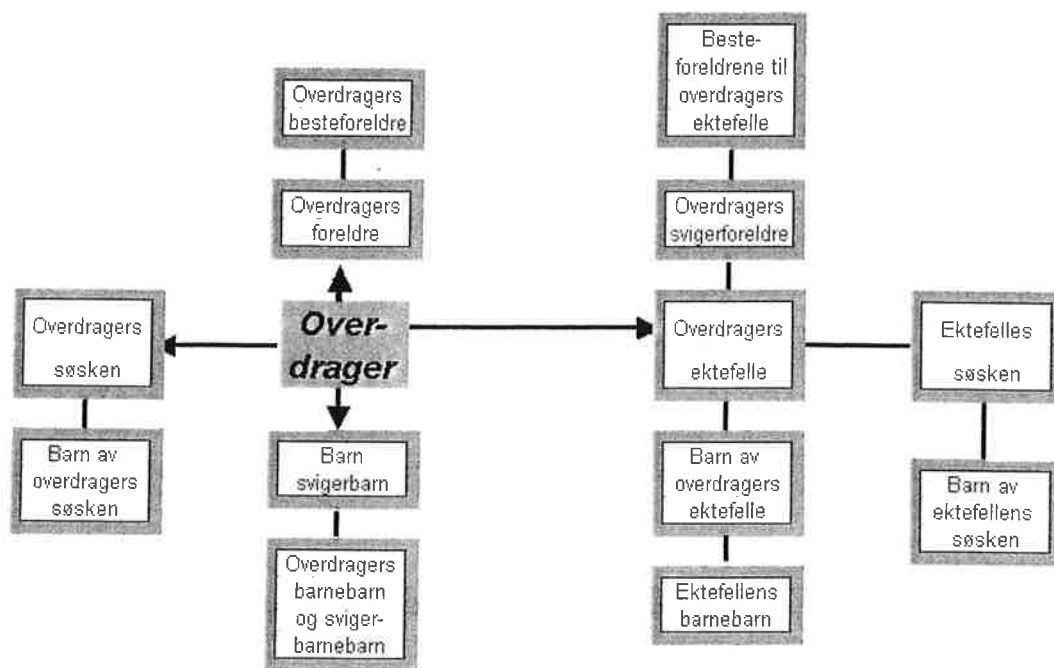 Overdragers
besteforeldre
Overdragers
foreldre
Over-
drager
Overdragers
søsken
Barn av
overdragers
søsken
Barn
svigerbarn
Overdragers
barnebarn
og sviger-
barnebarn
Beste-
foreldrene til
overdragers
ektefelle
Overdragers
svigerforeldre
Overdragers
ektefelle
Barn av
overdragers
ektefelle
Ektefellens
barnebarn
Ektefelles
søsken
Barn av
ektefellens
søsken